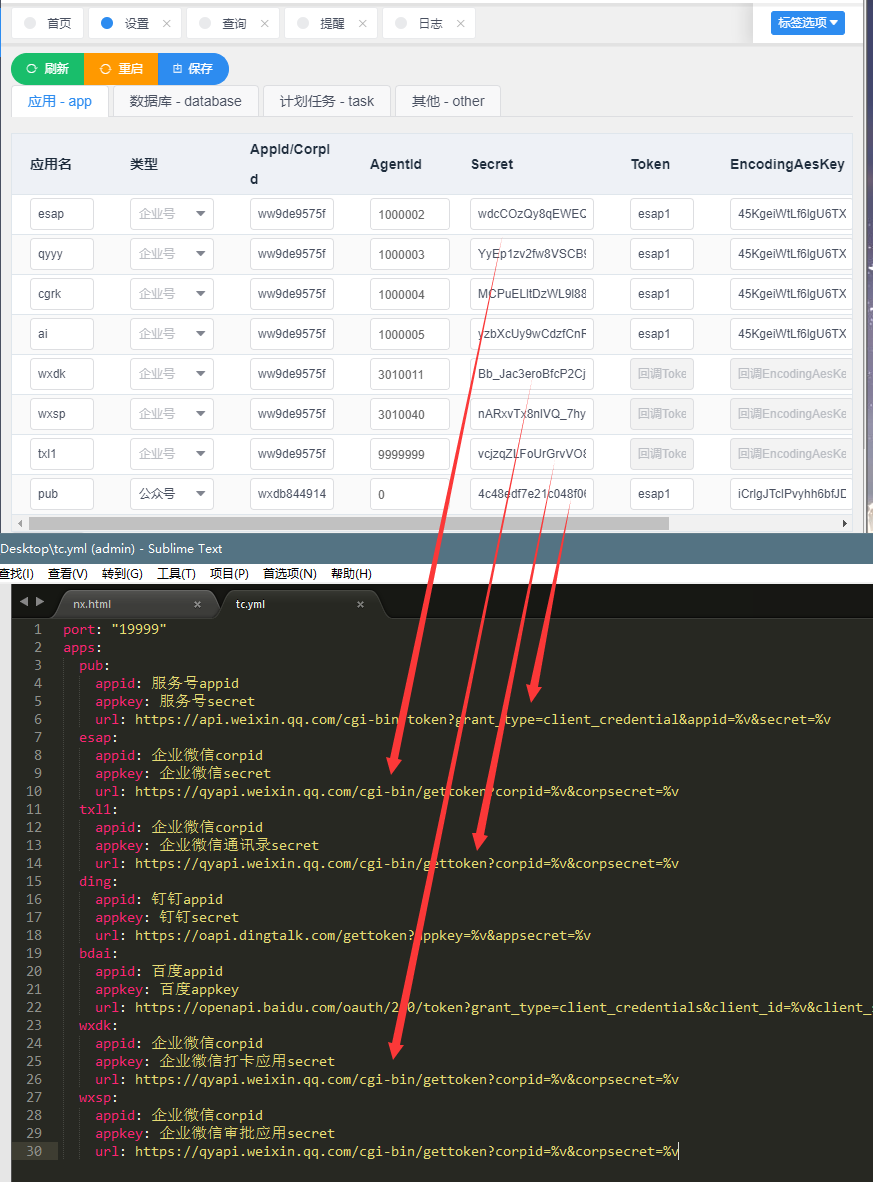 首页 设置 × 查询 × 提醒 × 日志 × 标签选项
刷新 重启 保存
应用 - app 数据库 - database 计划任务 - task 其他 - other
应用名 类型 AppId/CorpI AgentId Secret Token EncodingAesKey
d
esap 企业号 ww9de9575f 1000002 wdcCOzQy8qEWEC esap1 45KgeiWtLf6lgU6TX
qyyy 企业号 ww9de9575f 1000003 YyEp1zv2fw8VSCB9 esap1 45KgeiWtLf6lgU6TX
cgrk 企业号 ww9de9575f 1000004 MCPuELltDzWL9l88 esap1 45KgeiWtLf6lgU6TX
ai 企业号 ww9de9575f 1000005 yzbXcUy9wCdzfCnF esap1 45KgeiWtLf6lgU6TX
wxdk 企业号 ww9de9575f 3010011 Bb_Jac3eroBfcP2Cj 回调Toke 回调EncodingAesKe
wxsp 企业号 ww9de9575f 3010040 nARxvTx8nlVQ_7hy 回调Toke 回调EncodingAesKe
txl1 企业号 ww9de9575f 9999999 vcjzqZLFoUrGrvVO8 回调Toke 回调EncodingAesKe
pub 公众号 wxdb844914 0 4c48edf7e21c048f06 esap1 iCrlgJTclPvyhh6bfJD
Desktop\tc.yml (admin) - Sublime Text
查找(I) 查看(V) 转到(G) 工具(T) 项目(P) 首选项(N) 帮助(H)
nx.html × tc.yml ×
1 port: "19999"
2 apps:
3 pub:
4 appid: 服务号appid
5 appkey: 服务号secret
6 url: https://api.weixin.qq.com/cgi-bin/token?grant_type=client_credential&appid=%v&secret=%v
7 esap:
8 appid: 企业微信corpid
9 appkey: 企业微信secret
10 url: https://qyapi.weixin.qq.com/cgi-bin/gettoken?corpid=%v&corpsecret=%v
11 txl1:
12 appid: 企业微信corpid
13 appkey: 企业微信通讯录secret
14 url: https://qyapi.weixin.qq.com/cgi-bin/gettoken?corpid=%v&corpsecret=%v
15 ding:
16 appid: 钉钉appid
17 appkey: 钉钉secret
18 url: https://oapi.dingtalk.com/gettoken?appkey=%v&appsecret=%v
19 bdai:
20 appid: 百度appid
21 appkey: 百度appkey
22 url: https://openapi.baidu.com/oauth/2.0/token?grant_type=client_credentials&client_id=%v&client_s
23 wxdk:
24 appid: 企业微信corpid
25 appkey: 企业微信打卡应用secret
26 url: https://qyapi.weixin.qq.com/cgi-bin/gettoken?corpid=%v&corpsecret=%v
27 wxsp:
28 appid: 企业微信corpid
29 appkey: 企业微信审批应用secret
30 url: https://qyapi.weixin.qq.com/cgi-bin/gettoken?corpid=%v&corpsecret=%v